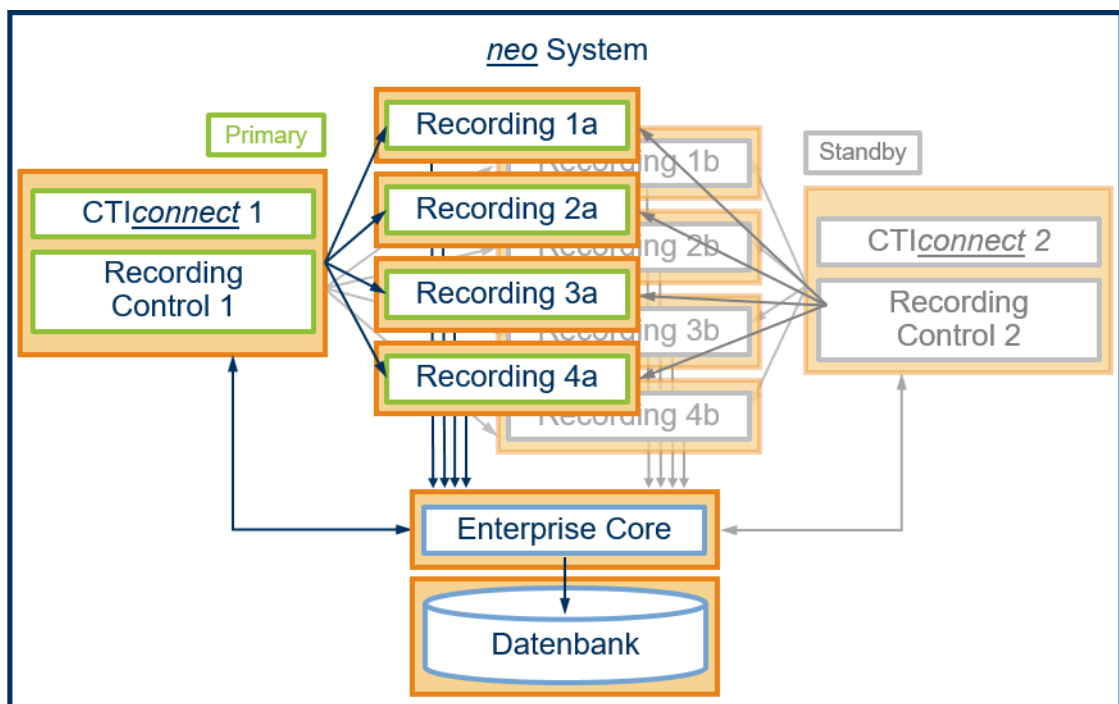 neo System
Primary
CTIconnect 1
Recording
Control 1
Recording 1a
Recording 2a
Recording 3a
Recording 4a
Recording 1b
Recording 2b
Recording 3b
Recording 4b
Standby
CTIconnect 2
Recording
Control 2
Enterprise Core
Datenbank